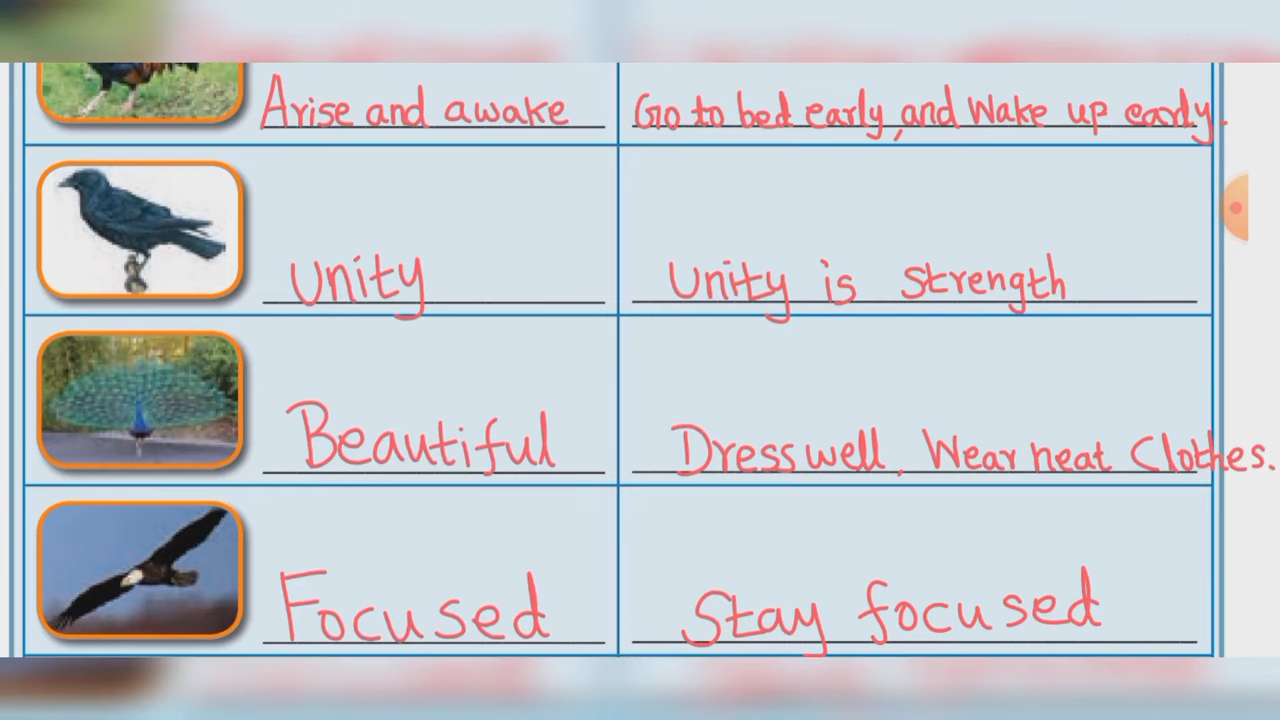 Arise and awake
Go to bed early, and Wake up early.
Unity
Unity is strength
Beautiful
Dress well, Wear neat Clothes.
Focused
Stay focused